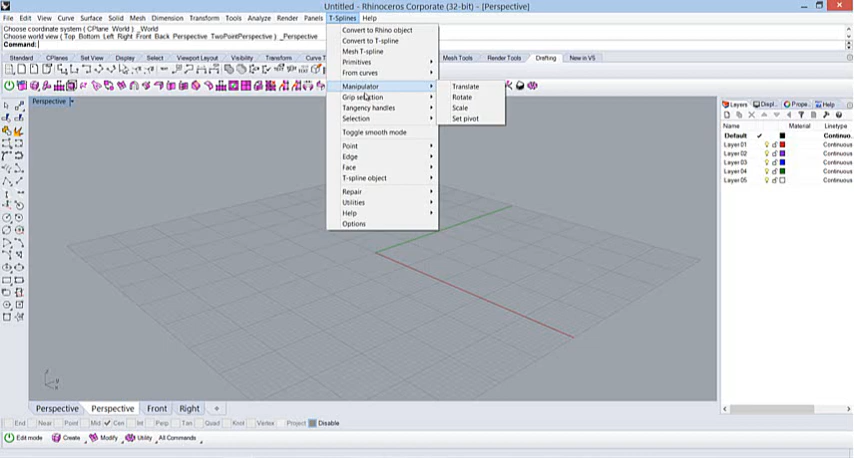 Untitled - Rhinoceros Corporate (32-bit) - [Perspective]
File Edit View Curve Surface Solid Mesh Dimension Transform Tools Analyze Render Panels T-Splines Help
Choose coordinate system ( CPlane World ) _World
Choose world view ( Top Bottom Left Right Front Back Perspective TwoPointPerspective ) _Perspective
Command:
Standard CPlanes Set View Display Select Viewport Layout Visibility Transform Curve T Mesh Tools Render Tools Drafting New in V5
Perspective
Convert to Rhino object
Convert to T-spline
Mesh T-spline
Primitives
From curves
Manipulator
Grip selection
Tangency handles
Selection
Toggle smooth mode
Point
Edge
Face
T-spline object
Repair
Utilities
Help
Options
Translate
Rotate
Scale
Set pivot
Layers Displ... Prope... Help
Name Material Linetype
Default Continuo...
Layer 01 Continuous
Layer 02 Continuous
Layer 03 Continuous
Layer 04 Continuous
Layer 05 Continuous
Perspective Perspective Front Right
End Near Point Mid Cen Int Perp Tan Quad Knot Vertex Project Disable
Edit mode Create Modify Utility All Commands